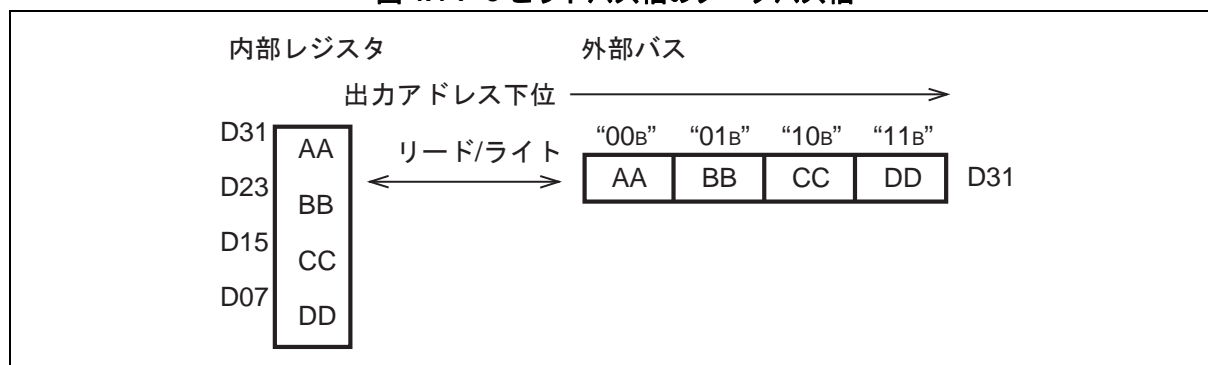 内部レジスタ 外部バス
出力アドレス下位
D31 AA リード/ライト “00B” “01B” “10B” “11B”
D23 BB AA BB CC DD D31
D15 CC
D07 DD